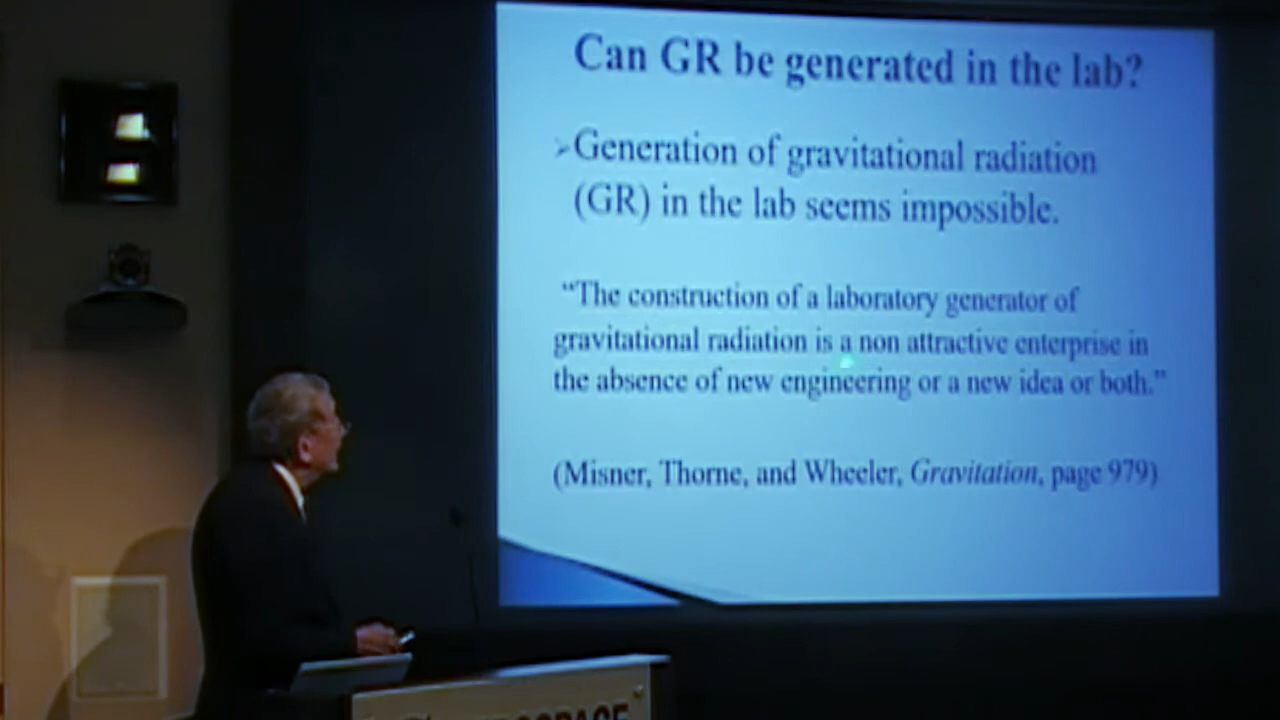 Can GR be generated in the lab?
➢Generation of gravitational radiation
(GR) in the lab seems impossible.
“The construction of a laboratory generator of
gravitational radiation is a non attractive enterprise in
the absence of new engineering or a new idea or both.”
(Misner, Thorne, and Wheeler, Gravitation, page 979)